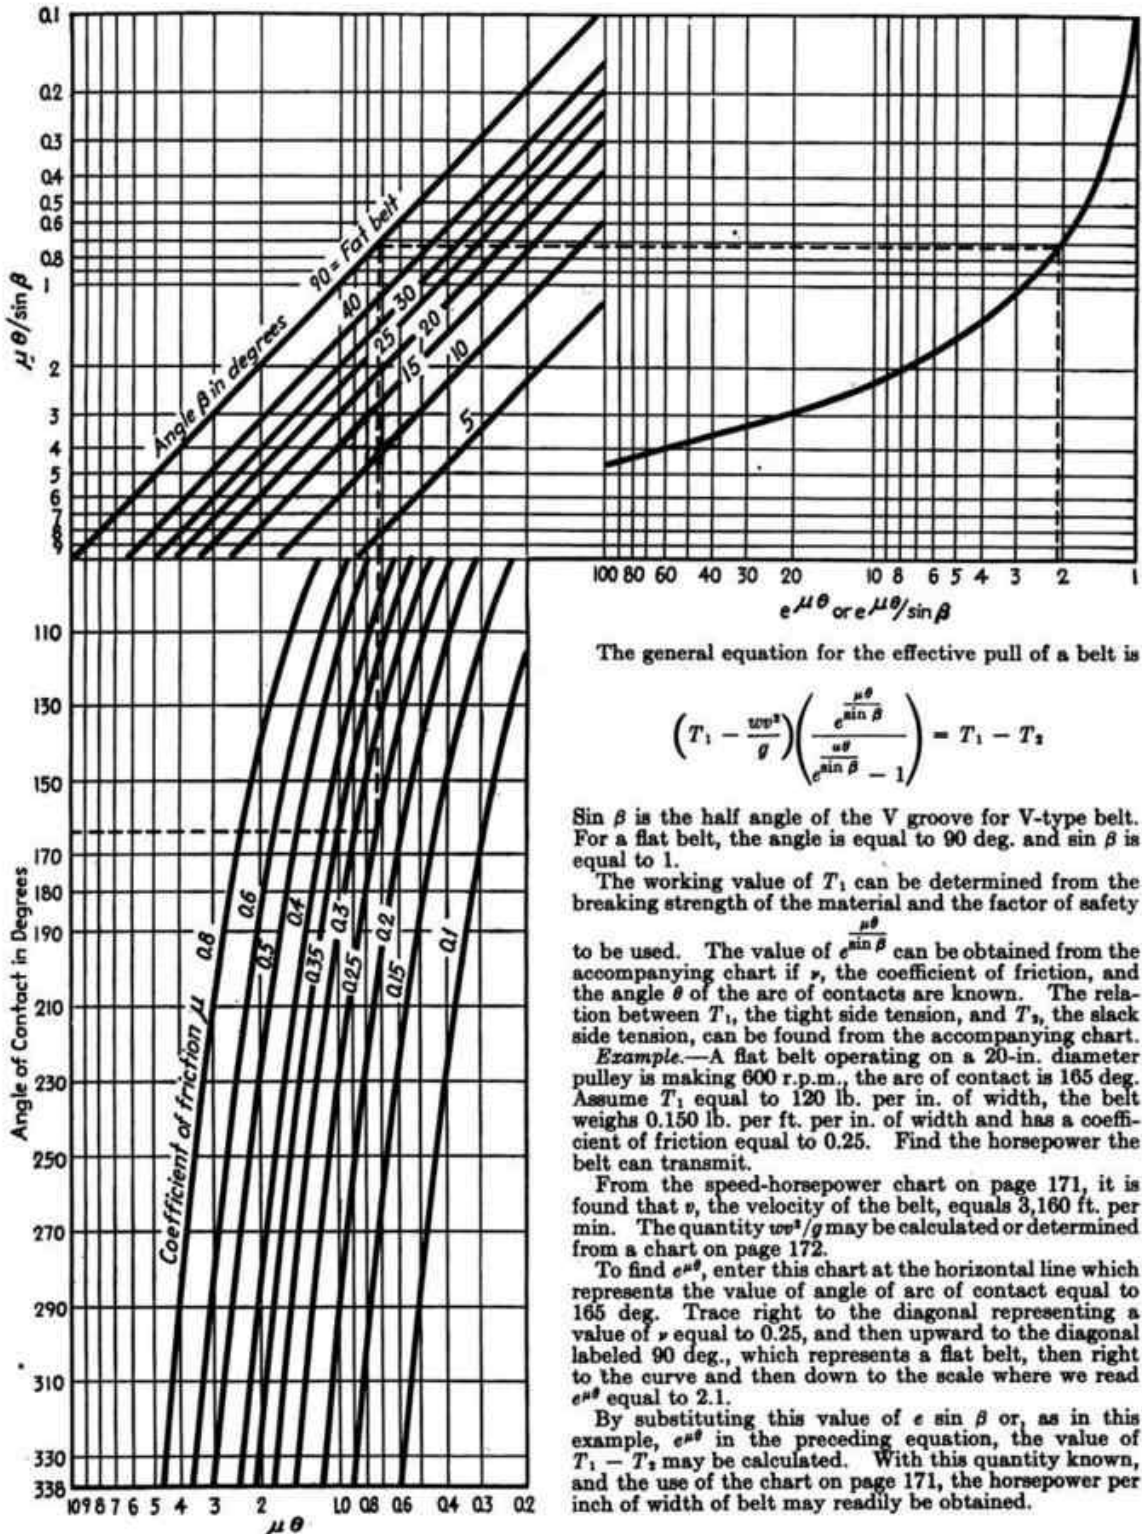 0.1
0.2
0.3
0.4
0.5
0.6
0.8
1
2
3
4
5
6
7
8
9
μ θ/sin β
Angle β in degrees
90 = Fat belt
40
30
25
20
15
10
5
100 80 60 40 30 20 10 8 6 5 4 3 2 1
e^μθ or e^μθ/sin β
110
130
150
170
180
190
210
230
250
270
290
310
330
338
Angle of Contact in Degrees
Coefficient of friction μ
0.8
0.6
0.5
0.4
0.35
0.3
0.25
0.2
0.15
0.1
10 9 8 7 6 5 4 3 2 1.0 0.8 0.6 0.4 0.3 0.2
μ θ
The general equation for the effective pull of a belt is
(T₁ − wv²/g)(e^(μθ/sin β) / (e^(uθ/sin β) − 1)) = T₁ − T₂
Sin β is the half angle of the V groove for V-type belt.
For a flat belt, the angle is equal to 90 deg. and sin β is
equal to 1.
The working value of T₁ can be determined from the
breaking strength of the material and the factor of safety
to be used. The value of e^(μθ/sin β) can be obtained from the
accompanying chart if ν, the coefficient of friction, and
the angle θ of the arc of contacts are known. The rela-
tion between T₁, the tight side tension, and T₂, the slack
side tension, can be found from the accompanying chart.
Example.—A flat belt operating on a 20-in. diameter
pulley is making 600 r.p.m., the arc of contact is 165 deg.
Assume T₁ equal to 120 lb. per in. of width, the belt
weighs 0.150 lb. per ft. per in. of width and has a coeffi-
cient of friction equal to 0.25. Find the horsepower the
belt can transmit.
From the speed-horsepower chart on page 171, it is
found that v, the velocity of the belt, equals 3,160 ft. per
min. The quantity wv²/g may be calculated or determined
from a chart on page 172.
To find e^μθ, enter this chart at the horizontal line which
represents the value of angle of arc of contact equal to
165 deg. Trace right to the diagonal representing a
value of ν equal to 0.25, and then upward to the diagonal
labeled 90 deg., which represents a flat belt, then right
to the curve and then down to the scale where we read
e^μθ equal to 2.1.
By substituting this value of e sin β or, as in this
example, e^μθ in the preceding equation, the value of
T₁ − T₂ may be calculated. With this quantity known,
and the use of the chart on page 171, the horsepower per
inch of width of belt may readily be obtained.